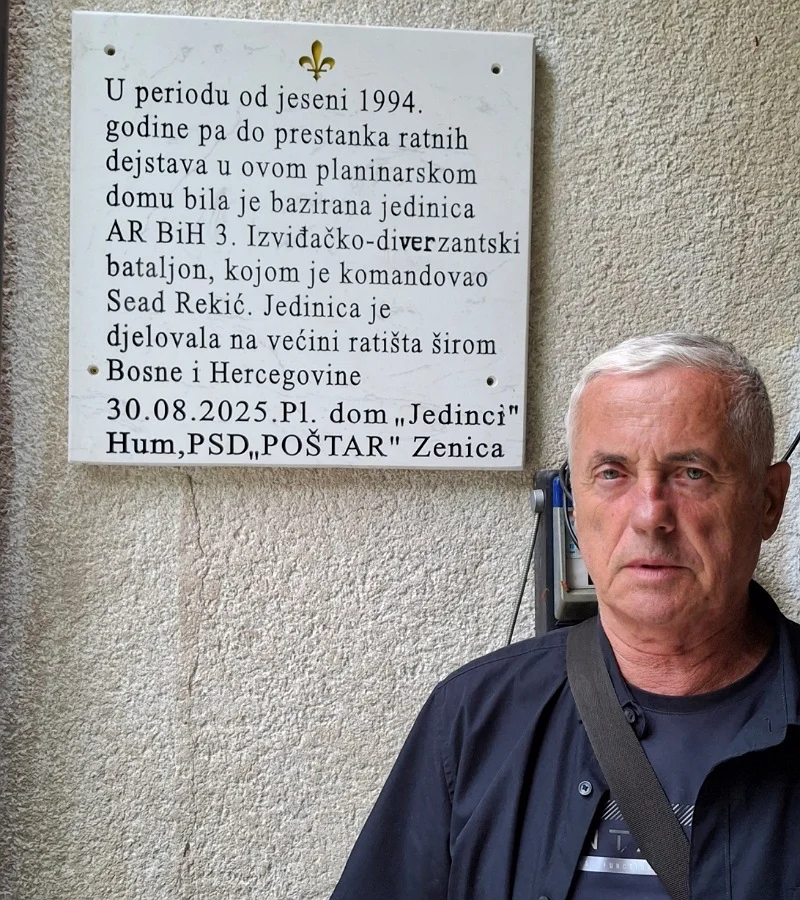 U periodu od jeseni 1994.
godine pa do prestanka ratnih
dejstava u ovom planinarskom
domu bila je bazirana jedinica
AR BiH 3. Izviđačko-diverzantski
bataljon, kojom je komandovao
Sead Rekić. Jedinica je
djelovala na većini ratišta širom
Bosne i Hercegovine
30.08.2025.Pl. dom „Jedinci"
Hum,PSD„POŠTAR" Zenica